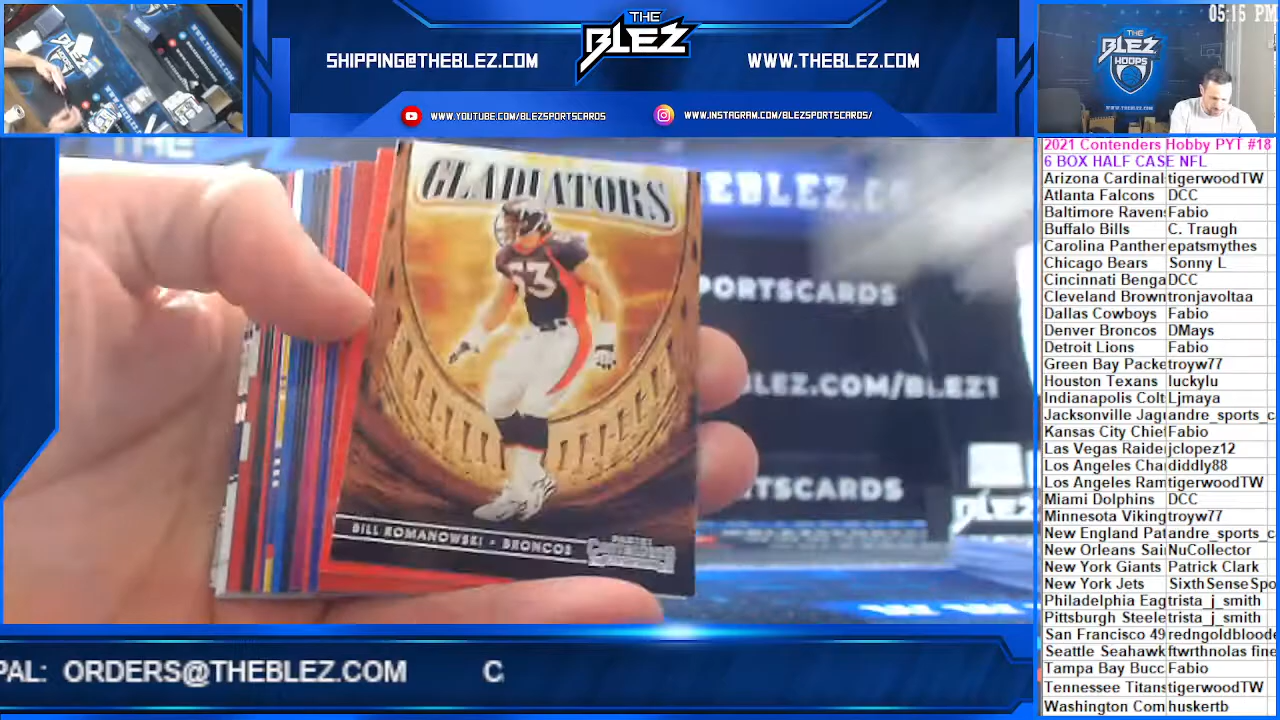 05:15 PM
THE
BLEZ
SHIPPING@THEBLEZ.COM
WWW.THEBLEZ.COM
WWW.YOUTUBE.COM/BLEZSPORTSCARDS
WWW.INSTAGRAM.COM/BLEZSPORTSCARDS/
THE
BLEZ
HOOPS
GLADIATORS
53
BILL ROMANOWSKI - BRONCOS
PANINI
CONTENDERS
THE
HEBLEZ.C
PORTSCARDS
BLEZ.COM/BLEZ1
RTSCARDS
PAL: ORDERS@THEBLEZ.COM C
2021 Contenders Hobby PYT #18
6 BOX HALF CASE NFL
Arizona Cardinal tigerwoodTW
Atlanta Falcons DCC
Baltimore Raven Fabio
Buffalo Bills C. Traugh
Carolina Panther epatsmythes
Chicago Bears Sonny L
Cincinnati Benga DCC
Cleveland Brown tronjavoltaa
Dallas Cowboys Fabio
Denver Broncos DMays
Detroit Lions Fabio
Green Bay Packe troyw77
Houston Texans luckylu
Indianapolis Colt Ljmaya
Jacksonville Jag andre_sports_c
Kansas City Chief Fabio
Las Vegas Raide jclopez12
Los Angeles Cha diddly88
Los Angeles Ram tigerwoodTW
Miami Dolphins DCC
Minnesota Viking troyw77
New England Pat andre_sports_c
New Orleans Sai NuCollector
New York Giants Patrick Clark
New York Jets SixthSenseSpo
Philadelphia Eag trista_j_smith
Pittsburgh Steele trista_j_smith
San Francisco 49 redngoldblood
Seattle Seahawk ftwrthnolas fine
Tampa Bay Bucc Fabio
Tennessee Titans tigerwoodTW
Washington Com huskertb